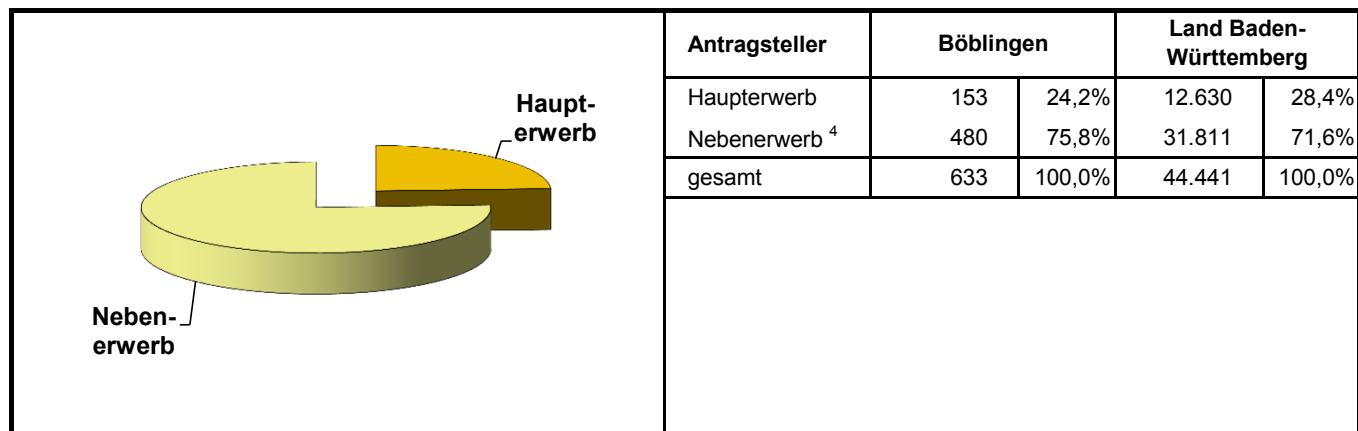 Haupt-
erwerb
Neben-
erwerb
Antragsteller Böblingen Land Baden-
Württemberg
Haupterwerb 153 24,2% 12.630 28,4%
Nebenerwerb 4 480 75,8% 31.811 71,6%
gesamt 633 100,0% 44.441 100,0%